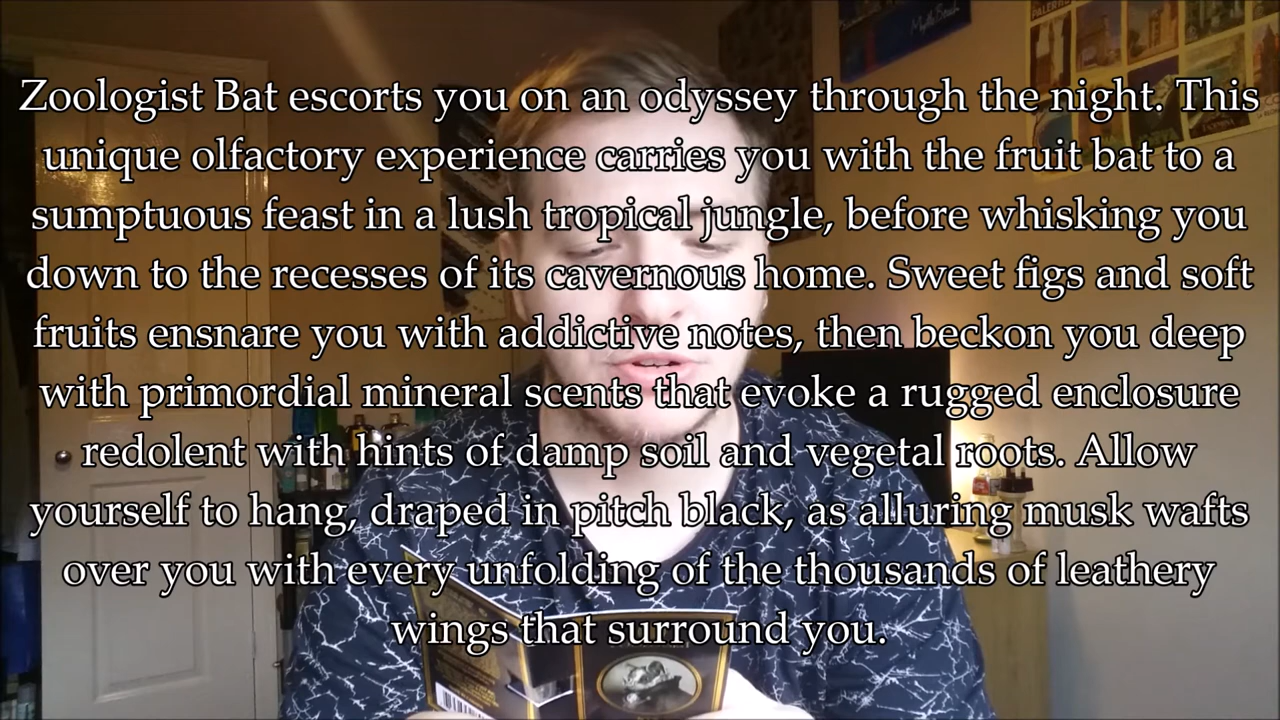 Zoologist Bat escorts you on an odyssey through the night. This
unique olfactory experience carries you with the fruit bat to a
sumptuous feast in a lush tropical jungle, before whisking you
down to the recesses of its cavernous home. Sweet figs and soft
fruits ensnare you with addictive notes, then beckon you deep
with primordial mineral scents that evoke a rugged enclosure
redolent with hints of damp soil and vegetal roots. Allow
yourself to hang, draped in pitch black, as alluring musk wafts
over you with every unfolding of the thousands of leathery
wings that surround you.
Myrtle Beach
PALERMO